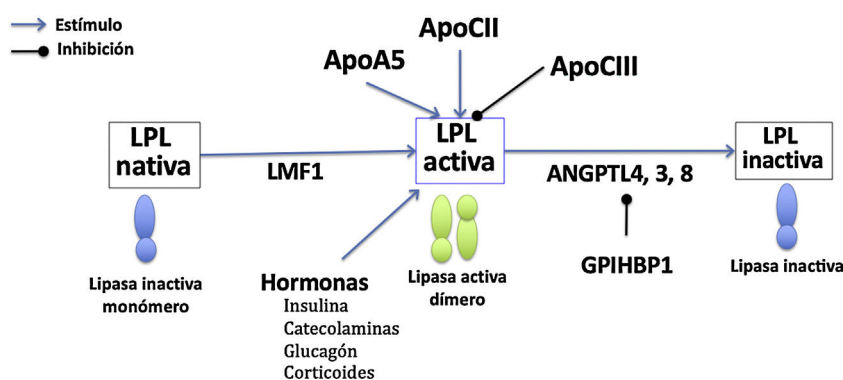 Estímulo
Inhibición
ApoCII
ApoA5
ApoCIII
LPL
nativa
LMF1
LPL
activa
ANGPTL4, 3, 8
LPL
inactiva
GPIHBP1
Lipasa inactiva
monómero
Hormonas
Insulina
Catecolaminas
Glucagón
Corticoides
Lipasa activa
dímero
Lipasa inactiva